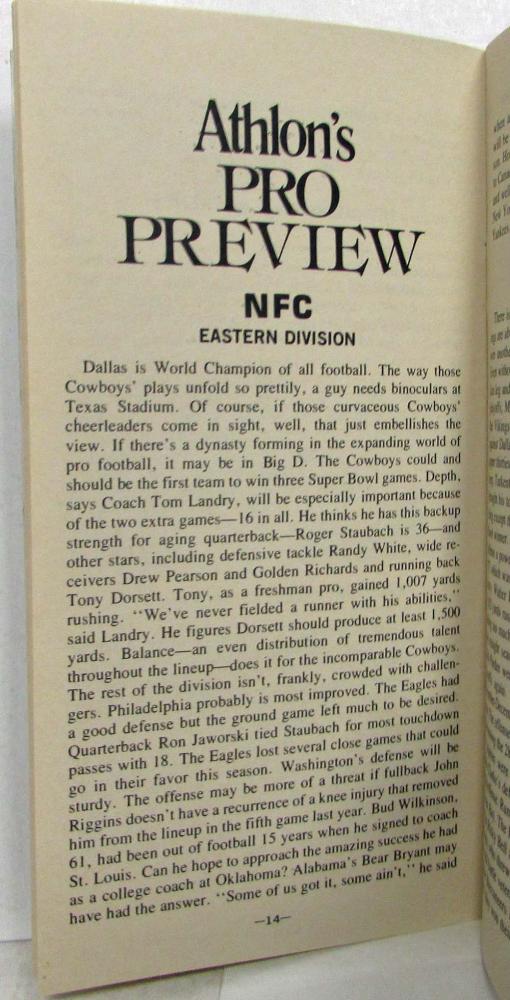 Athlon's
PRO
PREVIEW
NFC
EASTERN DIVISION
Dallas is World Champion of all football. The way those
Cowboys' plays unfold so prettily, a guy needs binoculars at
Texas Stadium. Of course, if those curvaceous Cowboys'
cheerleaders come in sight, well, that just embellishes the
view. If there's a dynasty forming in the expanding world of
pro football, it may be in Big D. The Cowboys could and
should be the first team to win three Super Bowl games. Depth,
says Coach Tom Landry, will be especially important because
of the two extra games—16 in all. He thinks he has this backup
strength for aging quarterback—Roger Staubach is 36—and
other stars, including defensive tackle Randy White, wide re-
ceivers Drew Pearson and Golden Richards and running back
Tony Dorsett. Tony, as a freshman pro, gained 1,007 yards
rushing. "We've never fielded a runner with his abilities,"
said Landry. He figures Dorsett should produce at least 1,500
yards. Balance—an even distribution of tremendous talent
throughout the lineup—does it for the incomparable Cowboys.
The rest of the division isn't, frankly, crowded with challen-
gers. Philadelphia probably is most improved. The Eagles had
a good defense but the ground game left much to be desired.
Quarterback Ron Jaworski tied Staubach for most touchdown
passes with 18. The Eagles lost several close games that could
go in their favor this season. Washington's defense will be
sturdy. The offense may be more of a threat if fullback John
Riggins doesn't have a recurrence of a knee injury that removed
him from the lineup in the fifth game last year. Bud Wilkinson,
61, had been out of football 15 years when he signed to coach
St. Louis. Can he hope to approach the amazing success he had
as a college coach at Oklahoma? Alabama's Bear Bryant may
have had the answer. "Some of us got it, some ain't," he said
—14—